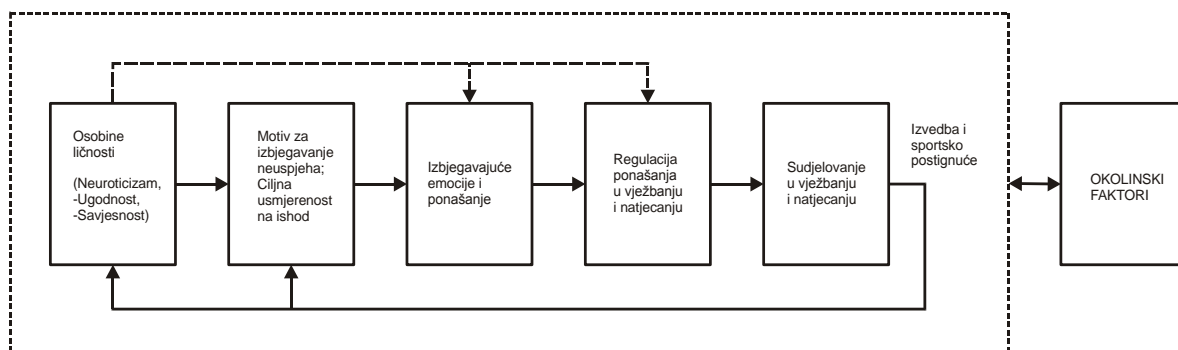 Osobine
ličnosti
(Neuroticizam,
-Ugodnost,
-Savjesnost)
Motiv za
izbjegavanje
neuspjeha;
Ciljna
usmjerenost
na ishod
Izbjegavajuće
emocije i
ponašanje
Regulacija
ponašanja
u vježbanju
i natjecanju
Sudjelovanje
u vježbanju
i natjecanju
Izvedba i
sportsko
postignuće
OKOLINSKI
FAKTORI